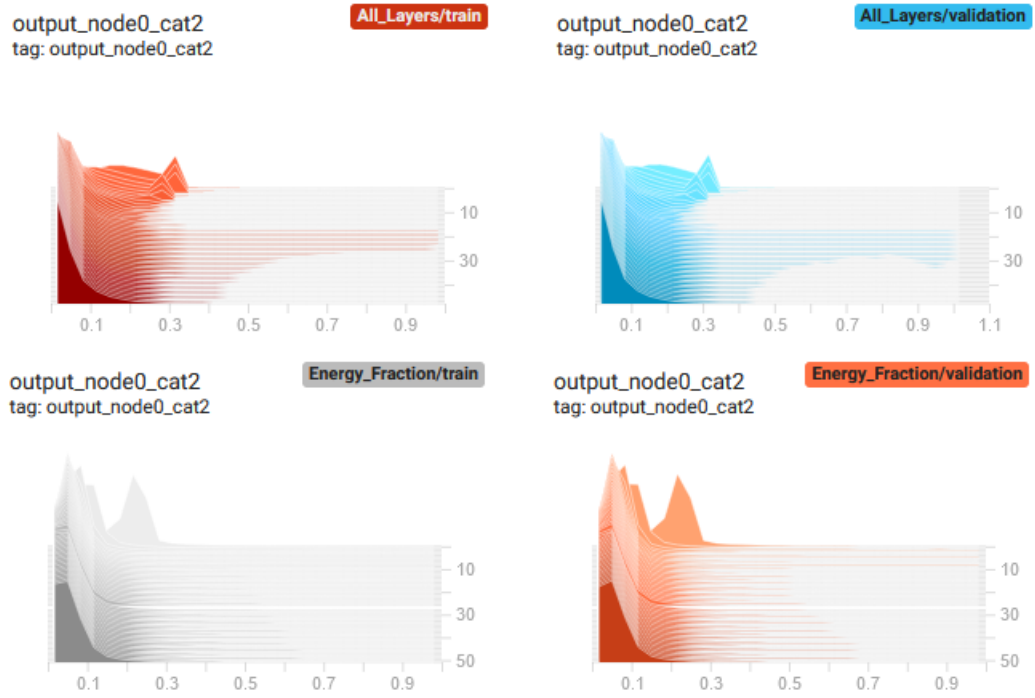 output_node0_cat2
All_Layers/train
tag: output_node0_cat2
10
30
0.1 0.3 0.5 0.7 0.9
output_node0_cat2
All_Layers/validation
tag: output_node0_cat2
10
30
0.1 0.3 0.5 0.7 0.9 1.1
output_node0_cat2
Energy_Fraction/train
tag: output_node0_cat2
10
30
50
0.1 0.3 0.5 0.7 0.9
output_node0_cat2
Energy_Fraction/validation
tag: output_node0_cat2
10
30
50
0.1 0.3 0.5 0.7 0.9